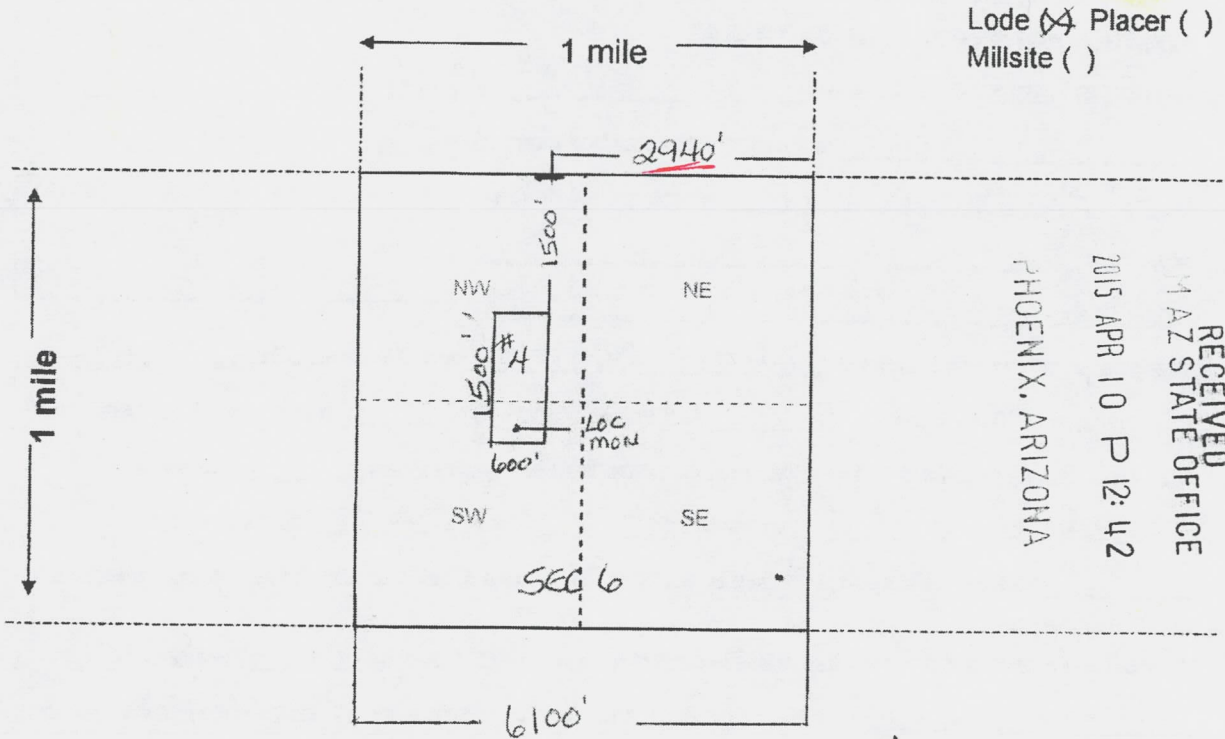 Lode (X) Placer ( )
Millsite ( )
1 mile
2940'
1 mile
1500'
NW
NE
#4
1500'
LOC
MON
600'
SW
SE
SEC 6
6100'
RECEIVED
AZ STATE OFFICE
2015 APR 10 P 12:42
PHOENIX, ARIZONA